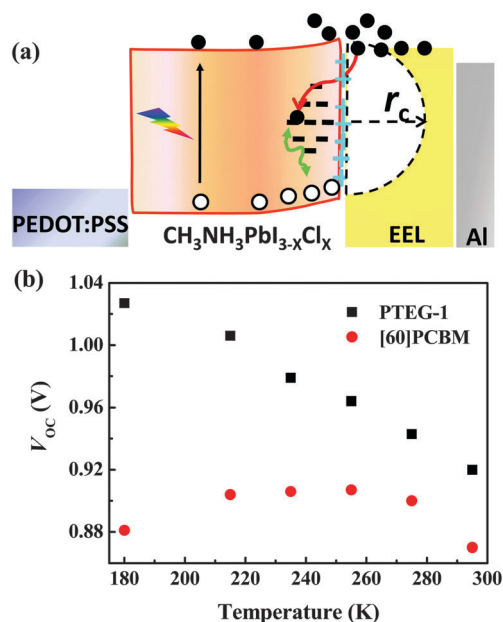 (a)
r_c
PEDOT:PSS
CH₃NH₃PbI₃₋ₓClₓ
EEL
Al
(b)
1.04
1.00
0.96
0.92
0.88
V_OC (V)
PTEG-1
[60]PCBM
180 200 220 240 260 280 300
Temperature (K)